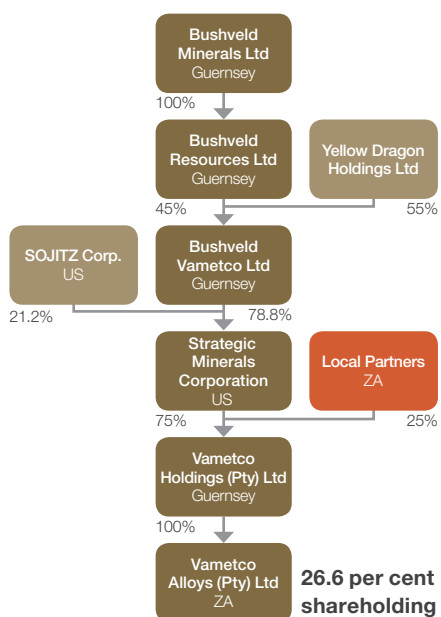 Bushveld
Minerals Ltd
Guernsey
100%
Bushveld
Resources Ltd
Guernsey
Yellow Dragon
Holdings Ltd
45%
55%
SOJITZ Corp.
US
Bushveld
Vametco Ltd
Guernsey
21.2%
78.8%
Strategic
Minerals
Corporation
US
Local Partners
ZA
75%
25%
Vametco
Holdings (Pty) Ltd
Guernsey
100%
Vametco
Alloys (Pty) Ltd
ZA
26.6 per cent
shareholding